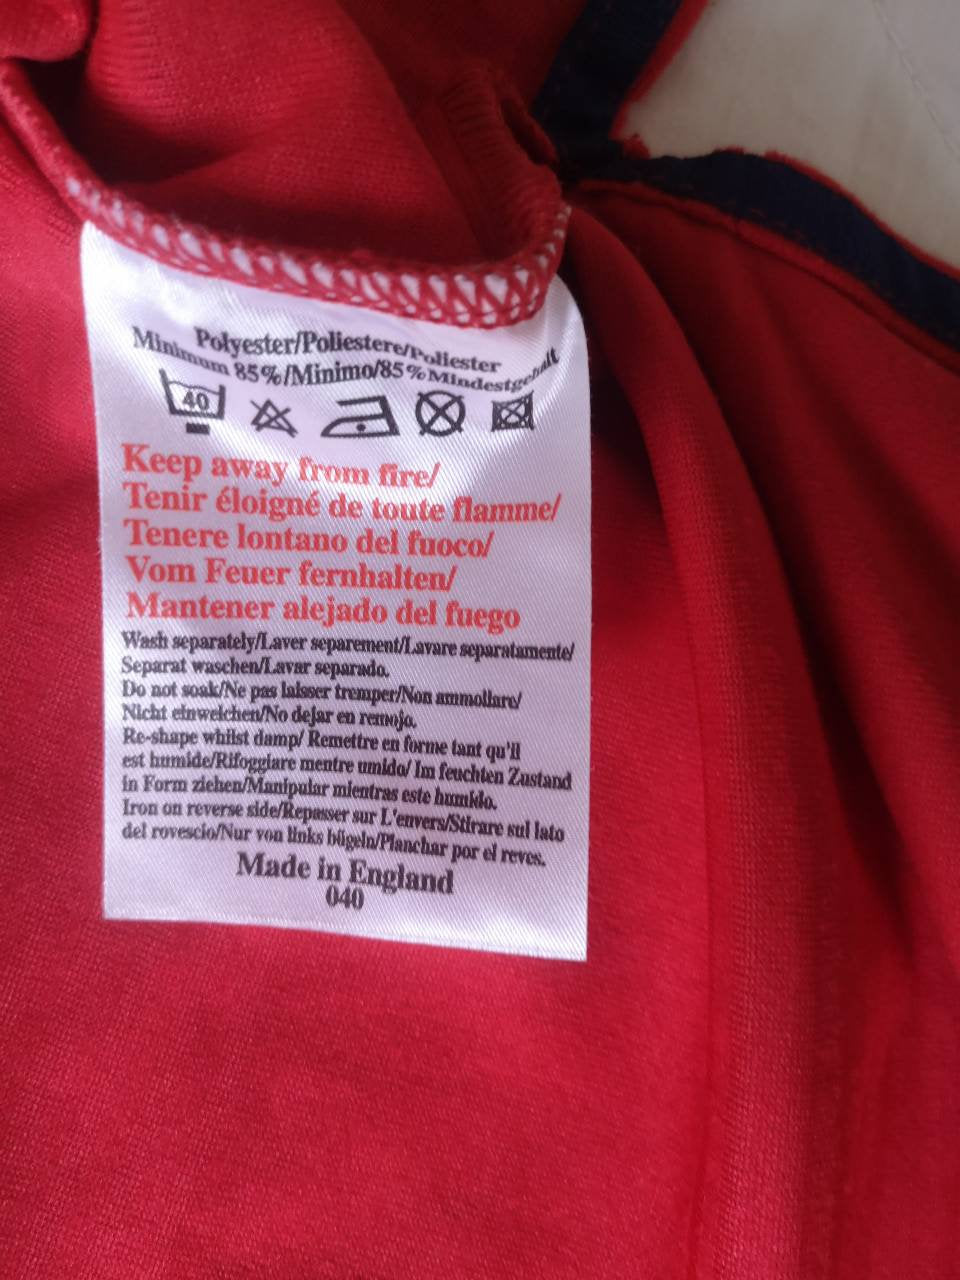 Polyester/Poliestere/Poliester
Minimum 85%/Minimo/85% Mindestgehalt
40
Keep away from fire/
Tenir éloigné de toute flamme/
Tenere lontano del fuoco/
Vom Feuer fernhalten/
Mantener alejado del fuego
Wash separately/Laver separement/Lavare separatamente/
Separat waschen/Lavar separado.
Do not soak/Ne pas laisser tremper/Non ammollare/
Nicht einweichen/No dejar en remojo.
Re-shape whilst damp/ Remettre en forme tant qu'il
est humide/Rifoggiare mentre umido/ Im feuchten Zustand
in Form ziehen/Manipular mientras este humido.
Iron on reverse side/Repasser sur L'envers/Stirare sul lato
del rovescio/Nur von links bügeln/Planchar por el reves.
Made in England
040